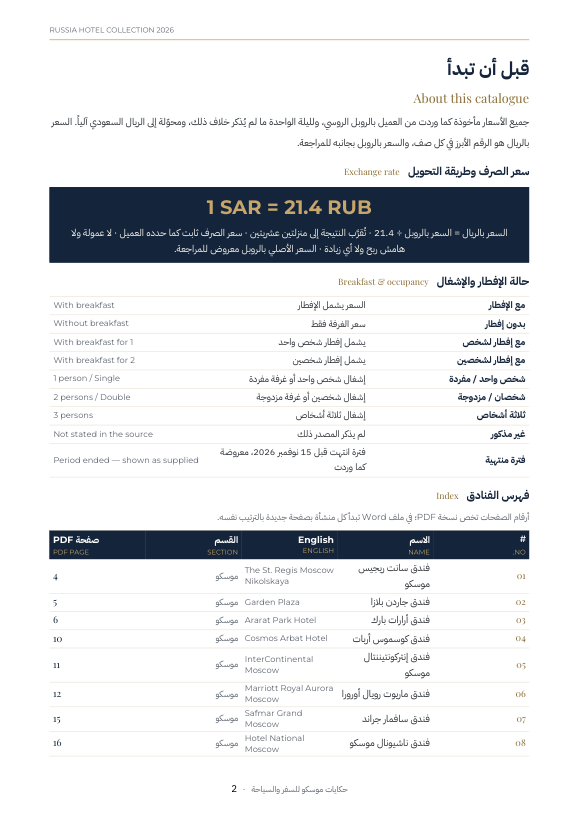 RUSSIA HOTEL COLLECTION 2026
قبل أن تبدأ
About this catalogue
جميع الأسعار مأخوذة كما وردت من العميل بالروبل الروسي، ولليلة الواحدة ما لم يُذكر خلاف ذلك، ومحوّلة إلى الريال السعودي آلياً. السعر
بالريال هو الرقم الأبرز في كل صف، والسعر بالروبل بجانبه للمراجعة.
سعر الصرف وطريقة التحويل Exchange rate
1 SAR = 21.4 RUB
السعر بالريال = السعر بالروبل ÷ 21.4 · تُقرَّب النتيجة إلى منزلتين عشريتين · سعر الصرف ثابت كما حدده العميل · لا عمولة ولا
هامش ربح ولا أي زيادة · السعر الأصلي بالروبل معروض للمراجعة.
حالة الإفطار والإشغال Breakfast & occupancy
مع الإفطار السعر يشمل الإفطار With breakfast
بدون إفطار سعر الغرفة فقط Without breakfast
مع إفطار لشخص يشمل إفطار شخص واحد With breakfast for 1
مع إفطار لشخصين يشمل إفطار شخصين With breakfast for 2
شخص واحد / مفردة إشغال شخص واحد أو غرفة مفردة 1 person / Single
شخصان / مزدوجة إشغال شخصين أو غرفة مزدوجة 2 persons / Double
ثلاثة أشخاص إشغال ثلاثة أشخاص 3 persons
غير مذكور لم يذكر المصدر ذلك Not stated in the source
فترة منتهية فترة انتهت قبل 15 نوفمبر 2026، معروضة Period ended — shown as supplied
كما وردت
فهرس الفنادق Index
أرقام الصفحات تخص نسخة PDF؛ في ملف Word تبدأ كل منشأة بصفحة جديدة بالترتيب نفسه.
# الاسم English القسم صفحة PDF
NO. NAME ENGLISH SECTION PDF PAGE
01 فندق سانت ريجيس The St. Regis Moscow موسكو 4
موسكو Nikolskaya
02 فندق جاردن بلازا Garden Plaza موسكو 5
03 فندق أرارات بارك Ararat Park Hotel موسكو 6
04 فندق كوسموس أربات Cosmos Arbat Hotel موسكو 10
05 فندق إنتركونتيننتال InterContinental موسكو 11
موسكو Moscow
06 فندق ماريوت رويال أورورا Marriott Royal Aurora موسكو 12
Moscow
07 فندق سافمار جراند Safmar Grand موسكو 15
Moscow
08 فندق ناشيونال موسكو Hotel National موسكو 16
Moscow
حكايات موسكو للسفر والسياحة - 2